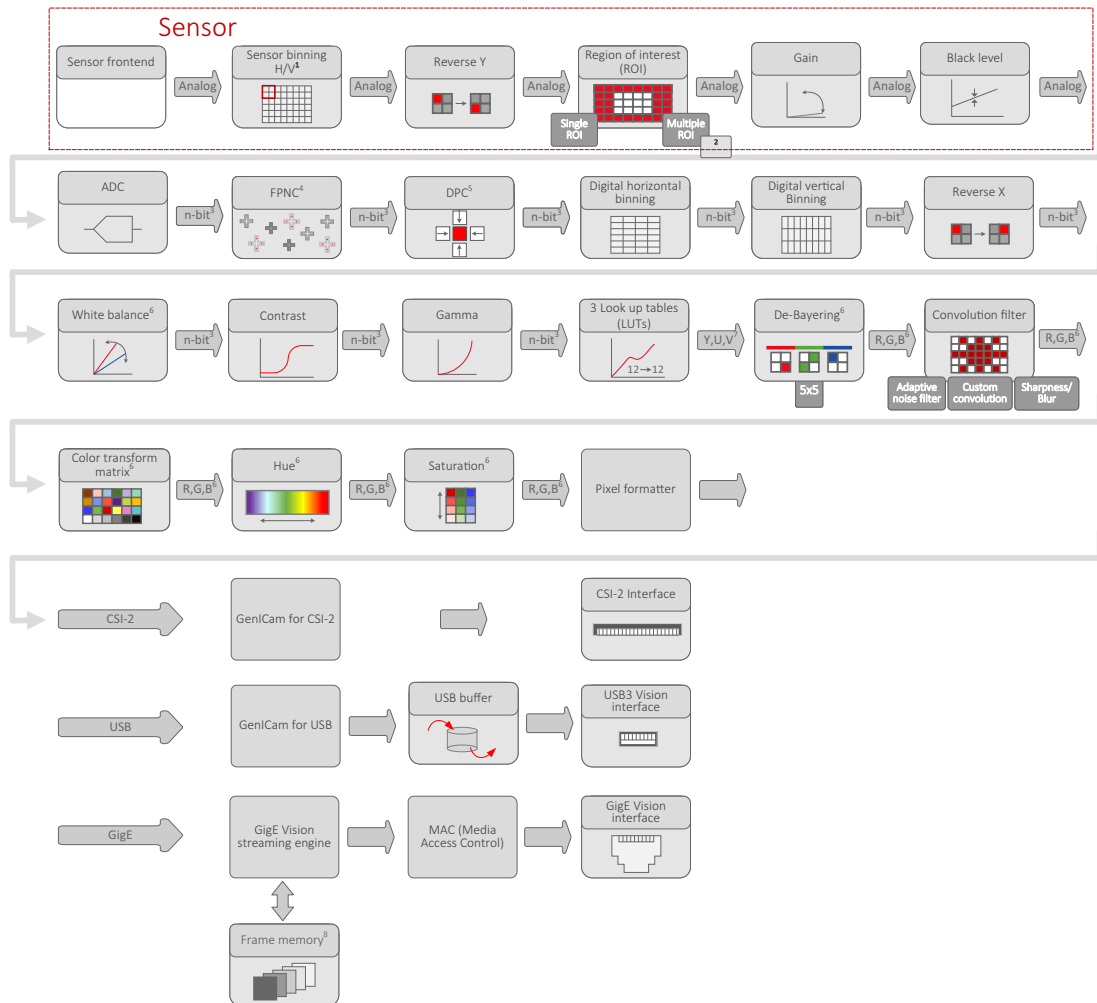 Sensor
Sensor frontend
Analog
Sensor binning
H/V1
Analog
Reverse Y
Analog
Region of interest
(ROI)
Single
ROI
Multiple
ROI
2
Analog
Gain
Analog
Black level
Analog
ADC
n-bit3
FPNC4
n-bit3
DPC5
n-bit3
Digital horizontal
binning
n-bit3
Digital vertical
Binning
n-bit3
Reverse X
n-bit3
White balance6
n-bit3
Contrast
n-bit3
Gamma
n-bit3
3 Look up tables
(LUTs)
12→12
Y,U,V7
De-Bayering6
5x5
R,G,B6
Convolution filter
Adaptive
noise filter
Custom
convolution
Sharpness/
Blur
R,G,B6
Color transform
matrix6
R,G,B6
Hue6
R,G,B6
Saturation6
R,G,B6
Pixel formatter
CSI-2
GenICam for CSI-2
CSI-2 Interface
USB
GenICam for USB
USB buffer
USB3 Vision
interface
GigE
GigE Vision
streaming engine
MAC (Media
Access Control)
GigE Vision
interface
Frame memory8